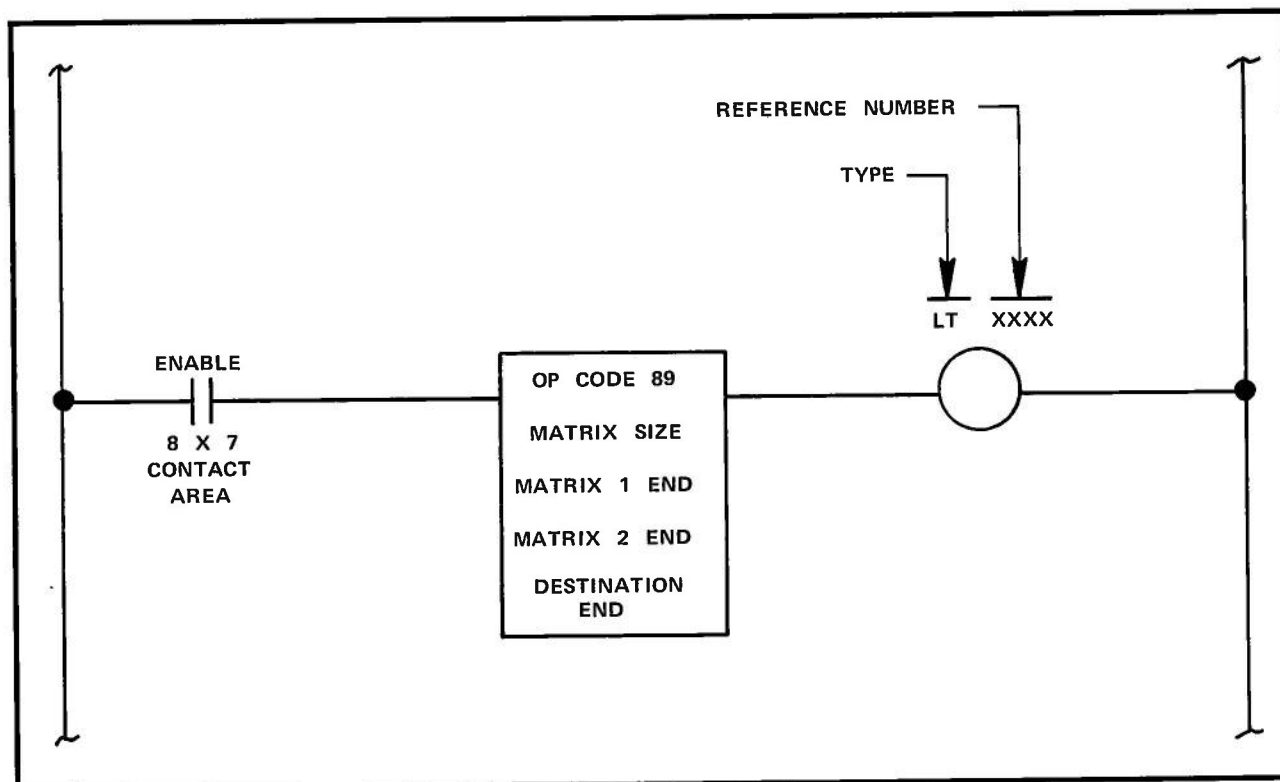 REFERENCE NUMBER
TYPE
LT XXXX
ENABLE
8 X 7
CONTACT
AREA
OP CODE 89
MATRIX SIZE
MATRIX 1 END
MATRIX 2 END
DESTINATION
END